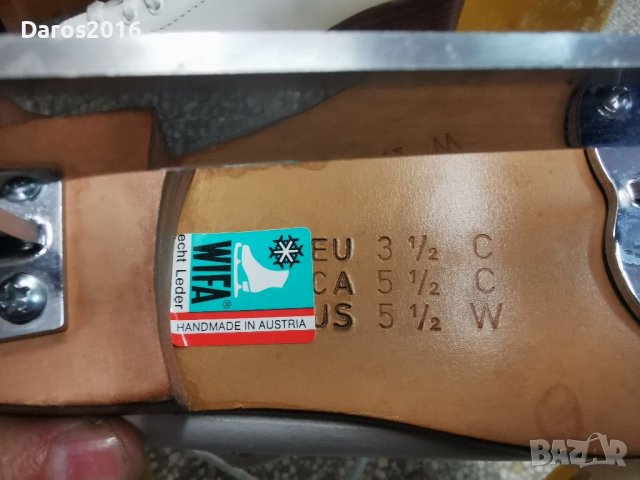 Daros2016
W
EU 3 ½ C
CA 5 ½ C
US 5 ½ W
echt Leder
WIFA
®
HANDMADE IN AUSTRIA
BAZAR